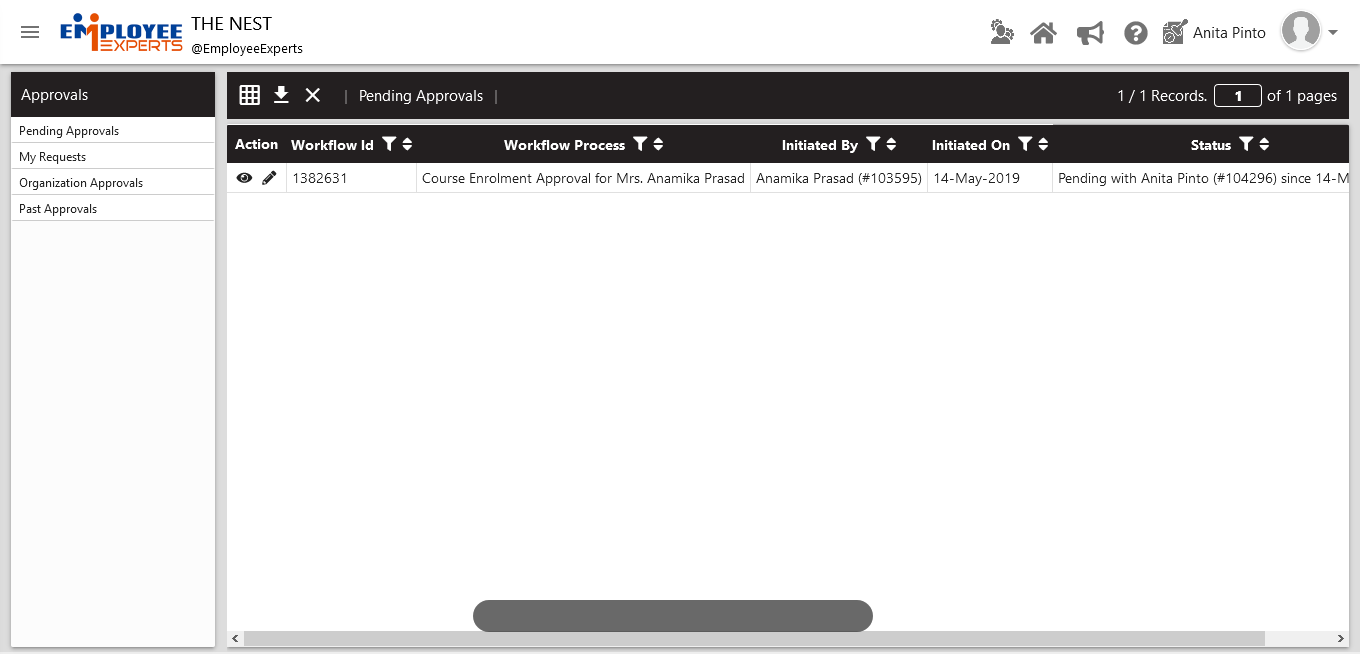 EMPLOYEE
EXPERTS
THE NEST
@EmployeeExperts
Anita Pinto
Approvals
Pending Approvals
My Requests
Organization Approvals
Past Approvals
| Pending Approvals |
1 / 1 Records. 1 of 1 pages
Action Workflow Id Workflow Process Initiated By Initiated On Status
1382631 Course Enrolment Approval for Mrs. Anamika Prasad Anamika Prasad (#103595) 14-May-2019 Pending with Anita Pinto (#104296) since 14-M